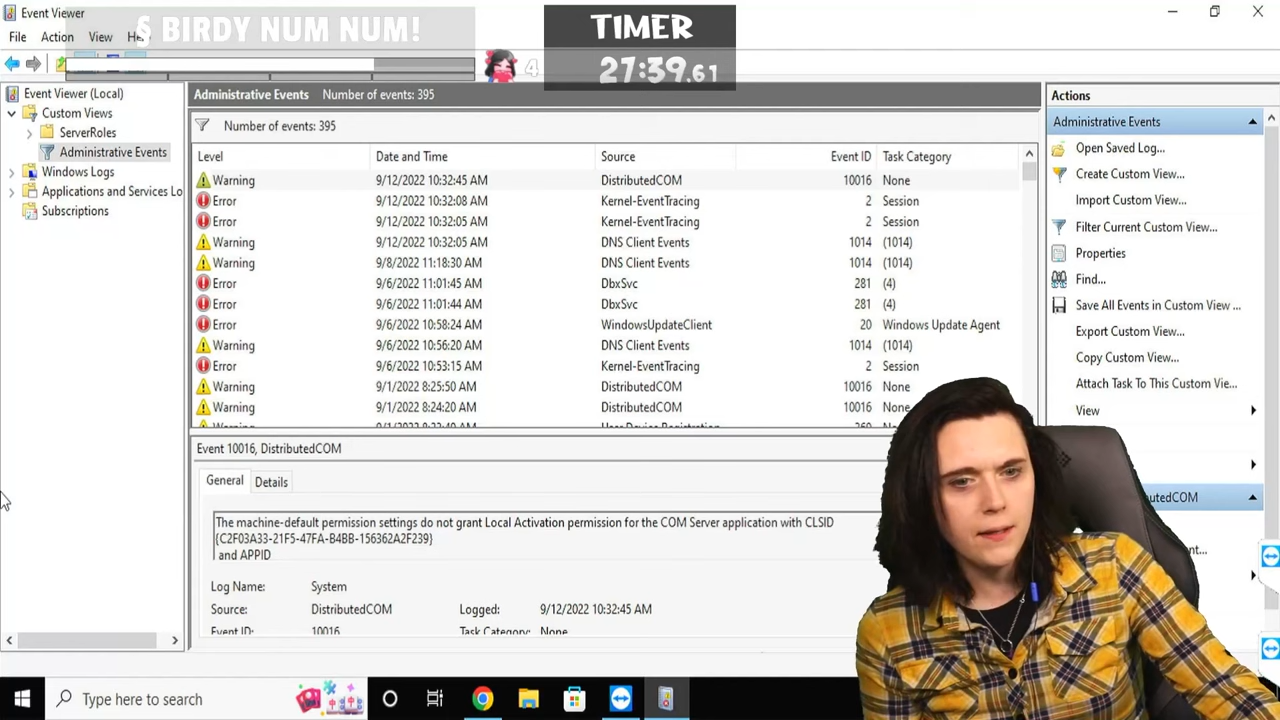 Event Viewer
§ BIRDY NUM NUM!
TIMER
27:39.61
4
File Action View
Event Viewer (Local)
Custom Views
ServerRoles
Administrative Events
Windows Logs
Applications and Services Lo
Subscriptions
Administrative Events Number of events: 395
Number of events: 395
Level Date and Time Source Event ID Task Category
Warning 9/12/2022 10:32:45 AM DistributedCOM 10016 None
Error 9/12/2022 10:32:08 AM Kernel-EventTracing 2 Session
Error 9/12/2022 10:32:05 AM Kernel-EventTracing 2 Session
Warning 9/12/2022 10:32:05 AM DNS Client Events 1014 (1014)
Warning 9/8/2022 11:18:30 AM DNS Client Events 1014 (1014)
Error 9/6/2022 11:01:45 AM DbxSvc 281 (4)
Error 9/6/2022 11:01:44 AM DbxSvc 281 (4)
Error 9/6/2022 10:58:24 AM WindowsUpdateClient 20 Windows Update Agent
Warning 9/6/2022 10:56:20 AM DNS Client Events 1014 (1014)
Error 9/6/2022 10:53:15 AM Kernel-EventTracing 2 Session
Warning 9/1/2022 8:25:50 AM DistributedCOM 10016 None
Warning 9/1/2022 8:24:20 AM DistributedCOM 10016 None
Event 10016, DistributedCOM
General Details
The machine-default permission settings do not grant Local Activation permission for the COM Server application with CLSID
{C2F03A33-21F5-47FA-B4BB-156362A2F239}
and APPID
Log Name: System
Source: DistributedCOM Logged: 9/12/2022 10:32:45 AM
Event ID: 10016 Task Category: None
Actions
Administrative Events
Open Saved Log...
Create Custom View...
Import Custom View...
Filter Current Custom View...
Properties
Find...
Save All Events in Custom View ...
Export Custom View...
Copy Custom View...
Attach Task To This Custom Vie...
View
utedCOM
Type here to search